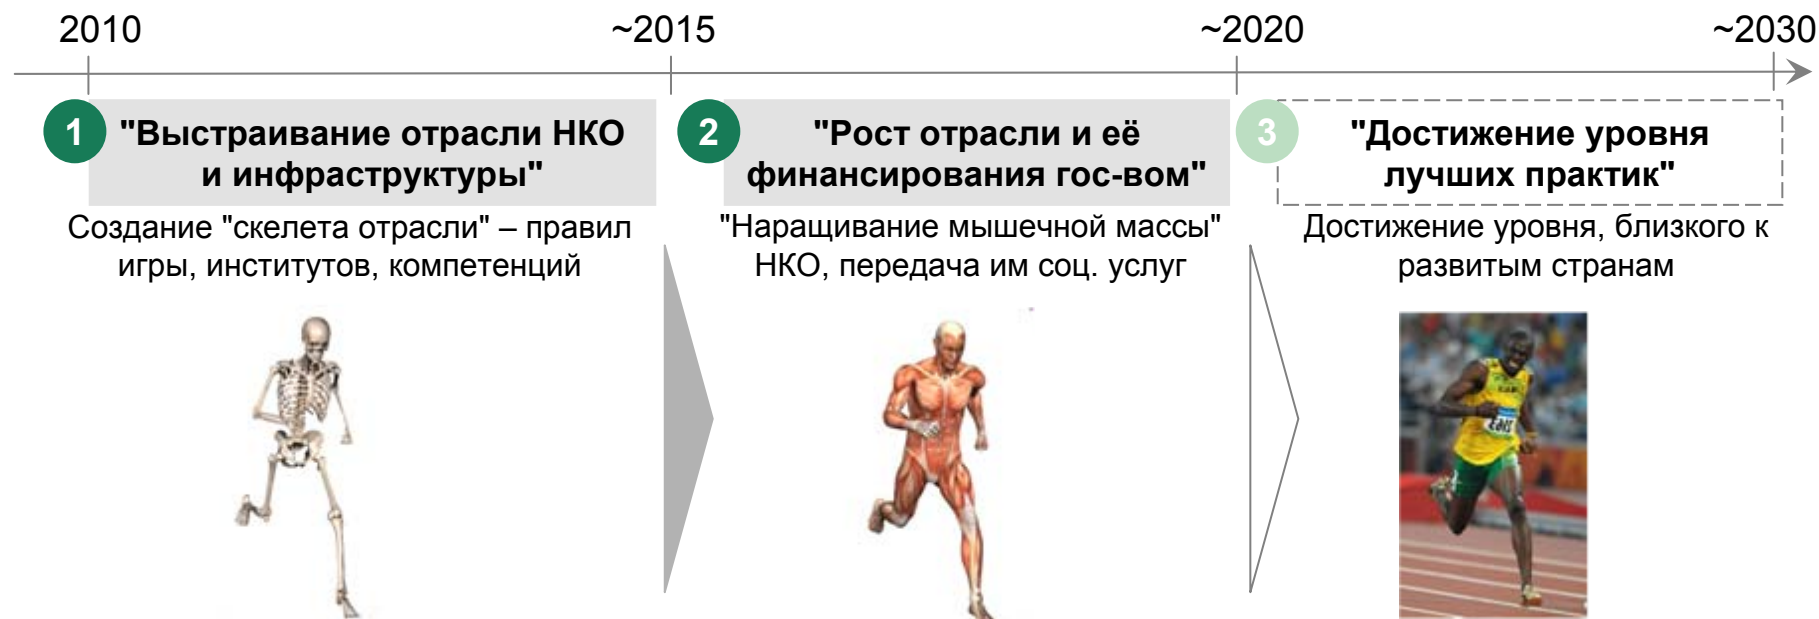 2010 ~2015 ~2020 ~2030
1 "Выстраивание отрасли НКО
и инфраструктуры"
Создание "скелета отрасли" – правил
игры, институтов, компетенций
2 "Рост отрасли и её
финансирования гос-вом"
"Наращивание мышечной массы"
НКО, передача им соц. услуг
3 "Достижение уровня
лучших практик"
Достижение уровня, близкого к
развитым странам